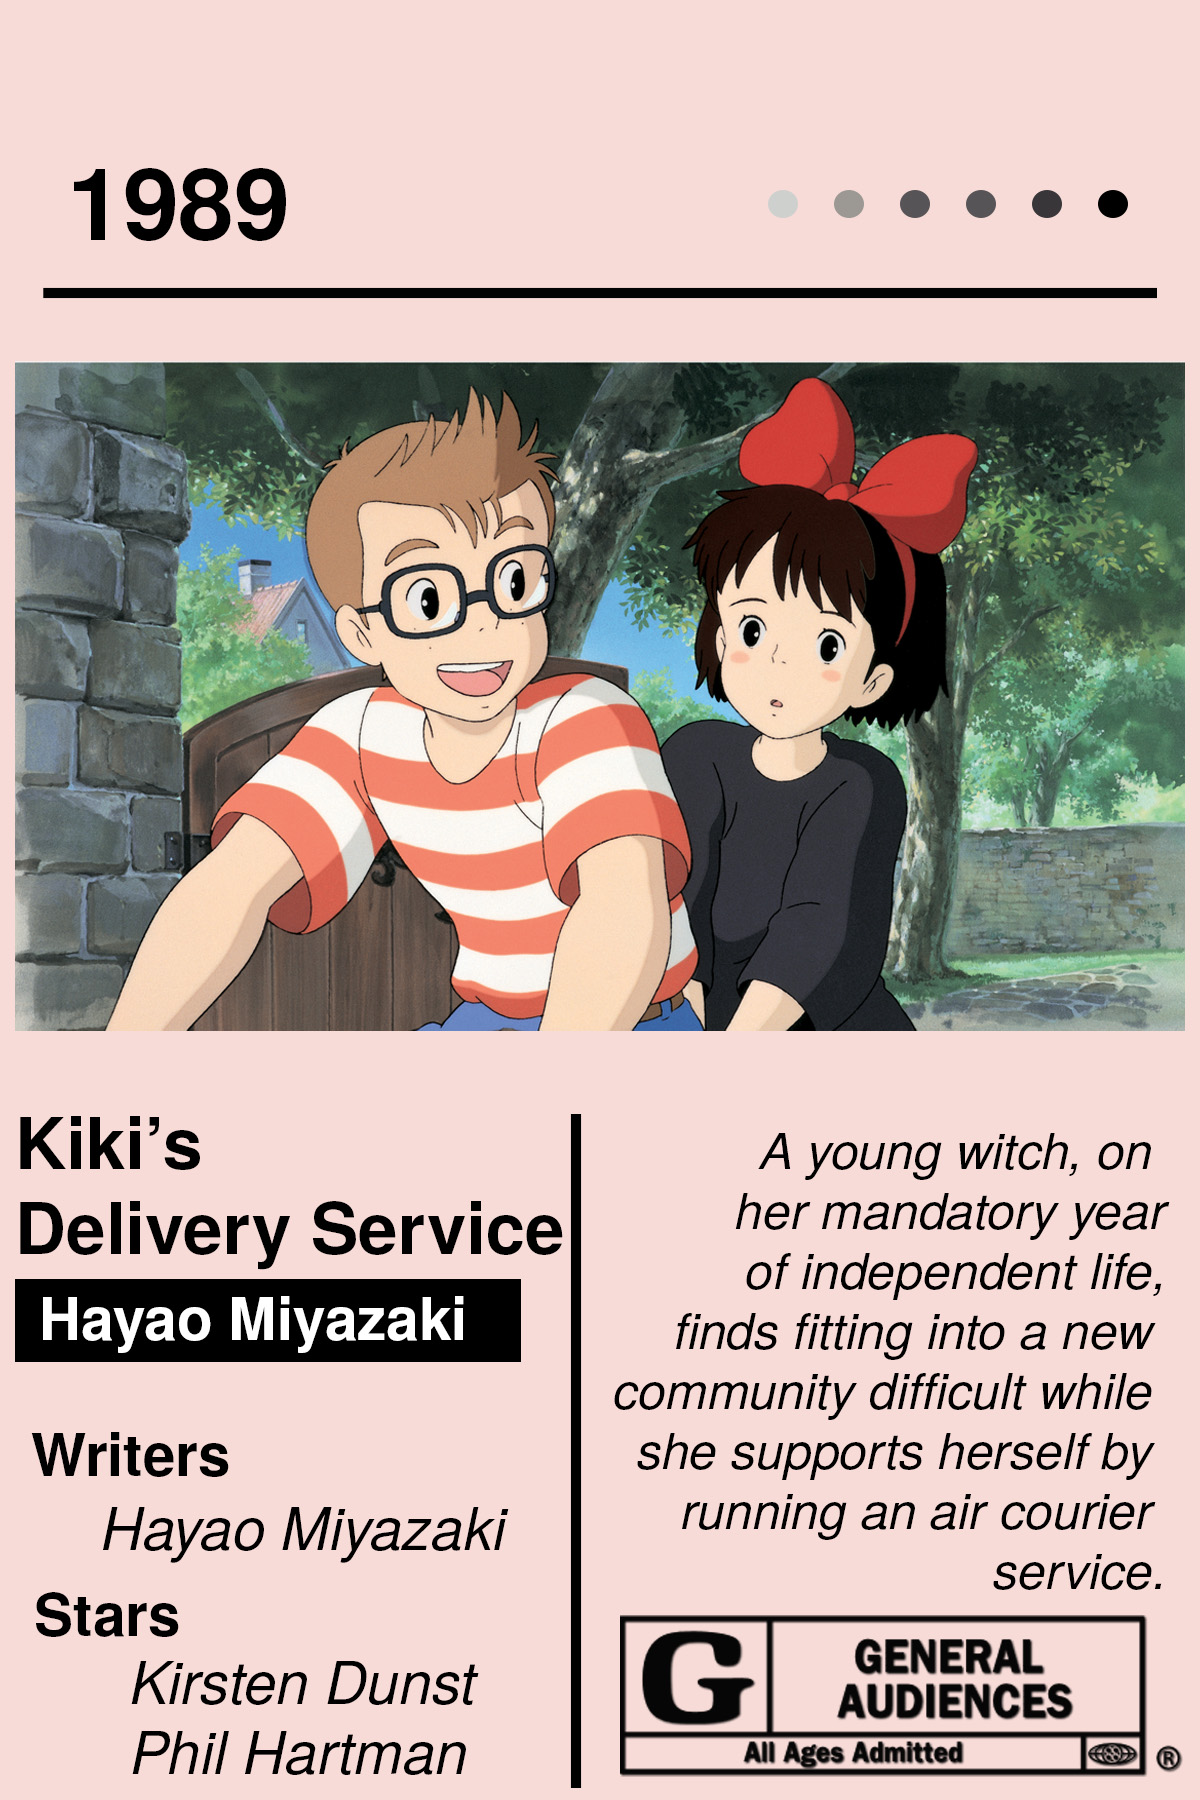 1989
Kiki’s
Delivery Service
Hayao Miyazaki
Writers
Hayao Miyazaki
Stars
Kirsten Dunst
Phil Hartman
A young witch, on
her mandatory year
of independent life,
finds fitting into a new
community difficult while
she supports herself by
running an air courier
service.
G
GENERAL
AUDIENCES
All Ages Admitted
®